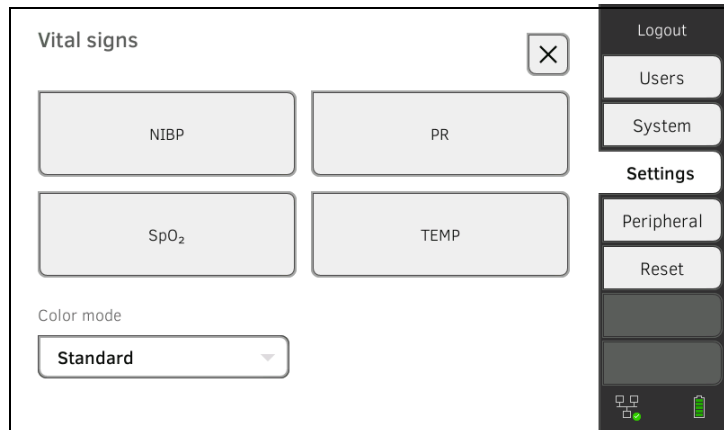 Vital signs
NIBP
PR
SpO₂
TEMP
Color mode
Standard
Logout
Users
System
Settings
Peripheral
Reset